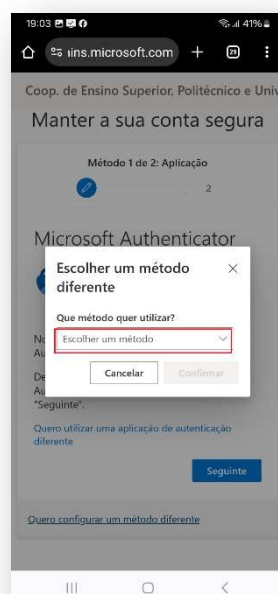 19:03
ıins.microsoft.com
29
41%
Coop. de Ensino Superior, Politécnico e Univ
Manter a sua conta segura
Método 1 de 2: Aplicação
2
Microsoft Authenticator
Escolher um método
diferente
Que método quer utilizar?
Escolher um método
Cancelar
Confirmar
"Seguinte".
Quero utilizar uma aplicação de autenticação
diferente
Seguinte
Quero configurar um método diferente